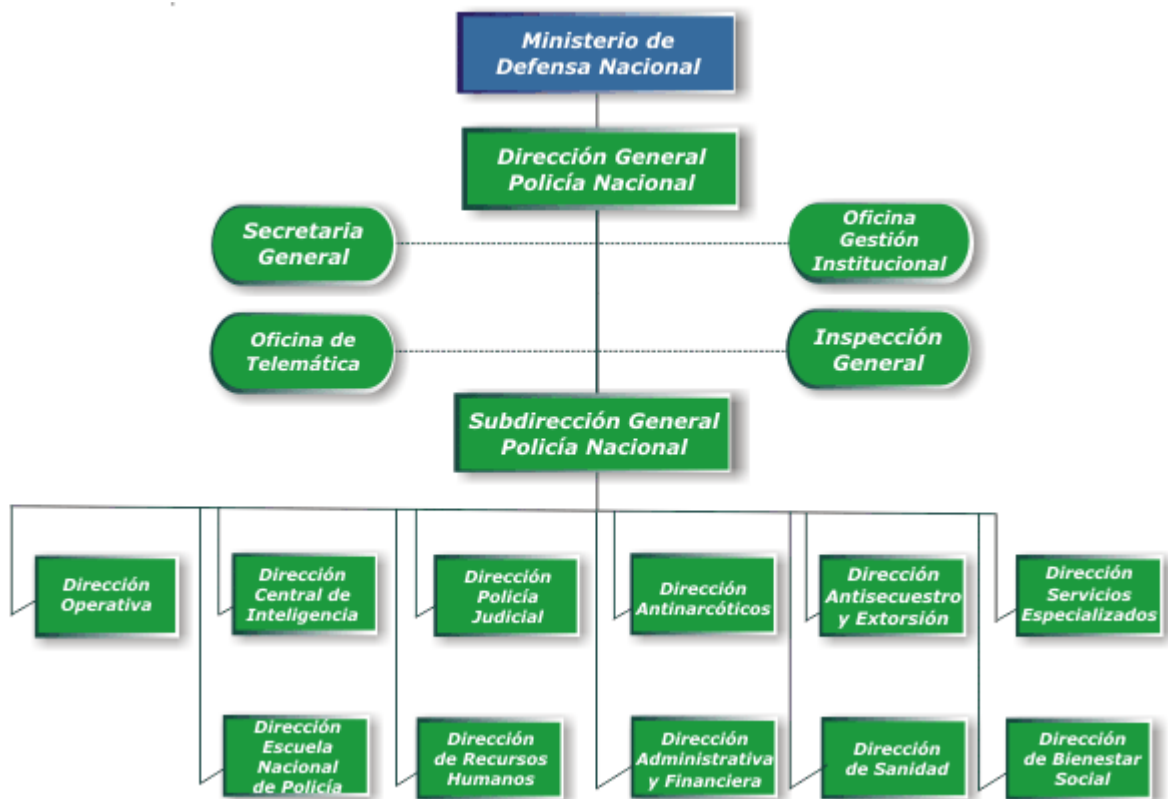 Ministerio de
Defensa Nacional
Dirección General
Policía Nacional
Secretaria
General
Oficina
Gestión
Institucional
Oficina de
Telemática
Inspección
General
Subdirección General
Policía Nacional
Dirección
Operativa
Dirección
Central de
Inteligencia
Dirección
Policía
Judicial
Dirección
Antinarcóticos
Dirección
Antisecuestro
y Extorsión
Dirección
Servicios
Especializados
Dirección
Escuela
Nacional
de Policía
Dirección
de Recursos
Humanos
Dirección
Administrativa
y Financiera
Dirección
de Sanidad
Dirección
de Bienestar
Social